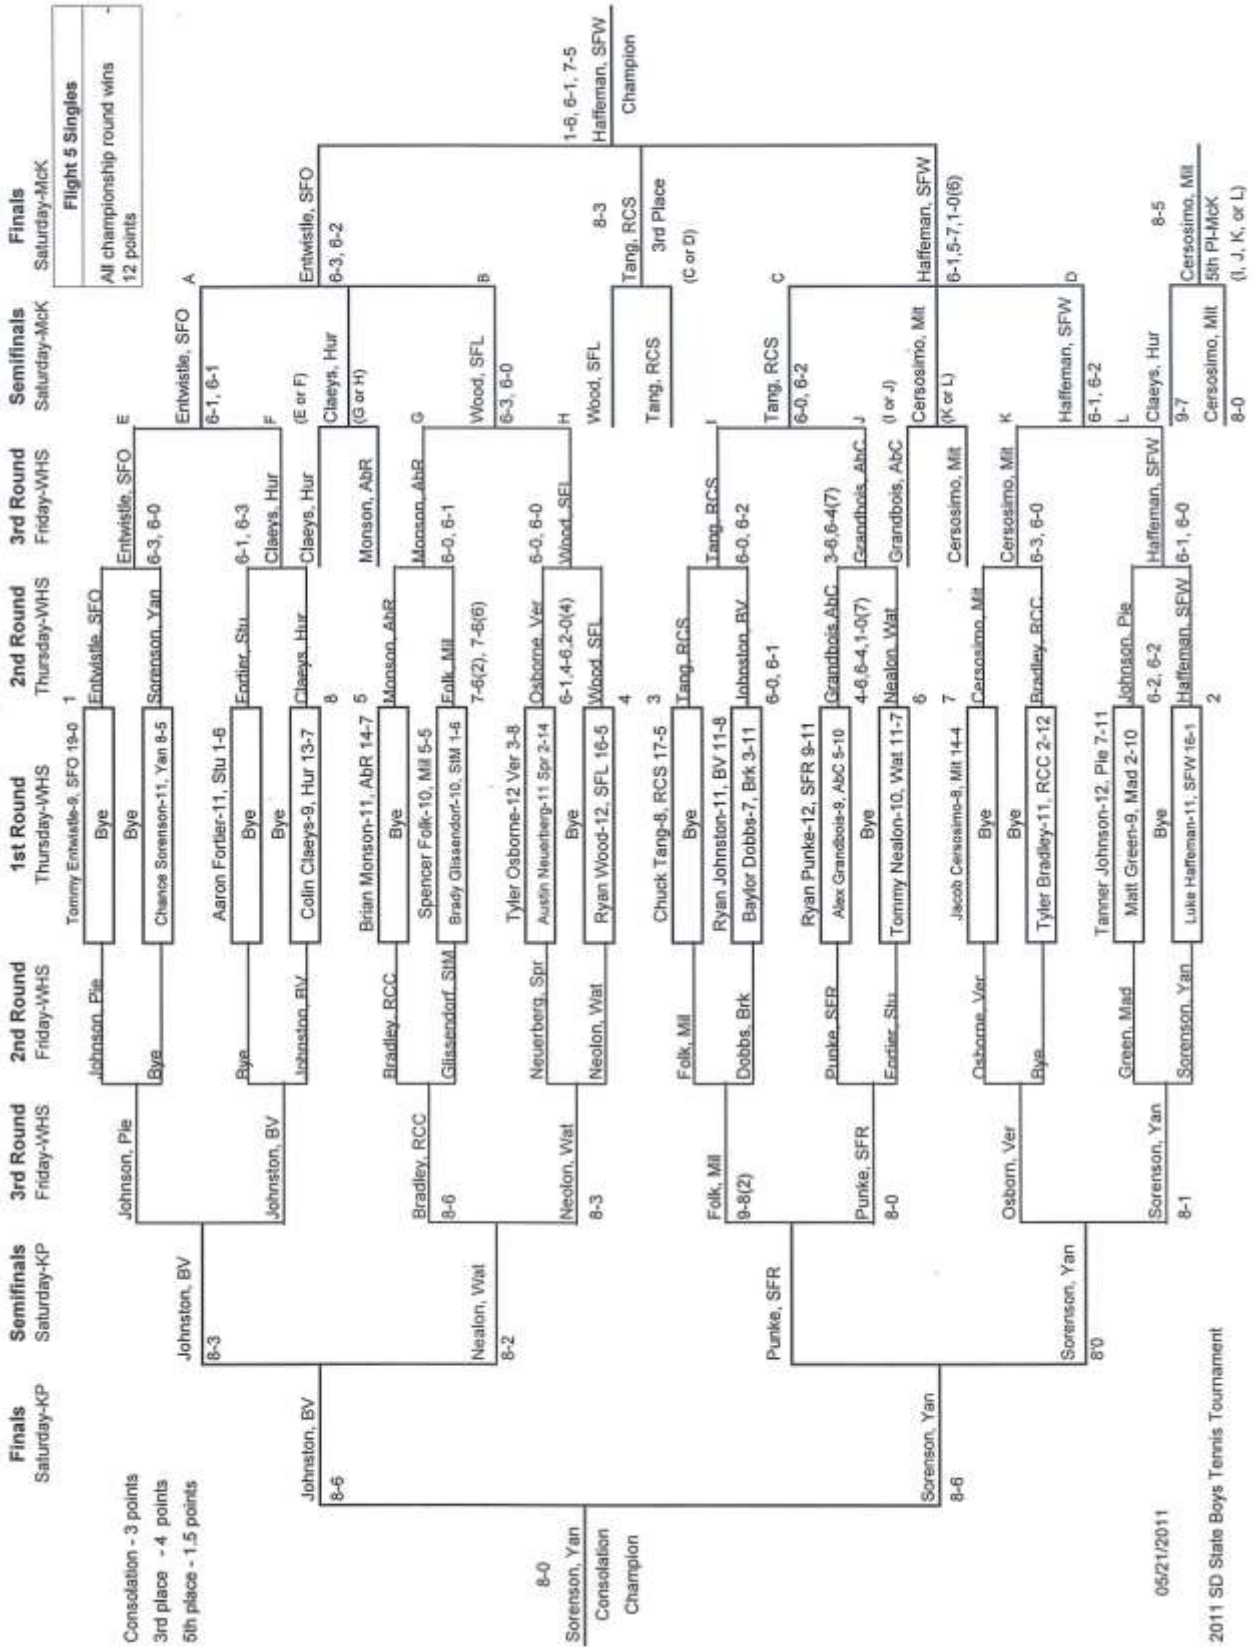 Finals
Saturday-KP
Semifinals
Saturday-KP
3rd Round
Friday-WHS
2nd Round
Friday-WHS
1st Round
Thursday-WHS
2nd Round
Thursday-WHS
3rd Round
Friday-WHS
Semifinals
Saturday-McK
Finals
Saturday-McK
Flight 5 Singles
All championship round wins
12 points
Consolation - 3 points
3rd place - 4 points
5th place - 1.5 points
Tommy Entwistle-9, SFO 19-0
1
Bye
Bye
Chance Sorenson-11, Yan 8-5
Aaron Fortier-11, Stu 1-6
Bye
Bye
Colin Claeys-9, Hur 13-7
8
Brian Monson-11, AbR 14-7
5
Bye
Spencer Folk-10, Mil 5-5
Brady Glissendorf-10, StM 1-6
Tyler Osborne-12 Ver 3-8
Austin Neuerberg-11 Spr 2-14
Bye
Ryan Wood-12, SFL 16-5
4
Chuck Tang-8, RCS 17-5
3
Bye
Ryan Johnston-11, BV 11-8
Baylor Dobbs-7, Brk 3-11
Ryan Punke-12, SFR 9-11
Alex Grandbois-9, AbC 5-10
Bye
Tommy Nealon-10, Wat 11-7
6
Jacob Cersosimo-8, Mit 14-4
7
Bye
Bye
Tyler Bradley-11, RCC 2-12
Tanner Johnson-12, Pie 7-11
Matt Green-9, Mad 2-10
Bye
Luke Haffeman-11, SFW 16-1
2
Entwistle, SFO
Sorenson, Yan
Fortier, Stu
Claeys, Hur
Monson, AbR
Folk, Mil
7-6(2), 7-6(6)
Osborne, Ver
6-1,4-6,2-0(4)
Wood, SFL
Tang, RCS
Johnston, BV
6-0, 6-1
Grandbois, AbC
4-6,6-4,1-0(7)
Nealon, Wat
Cersosimo, Mit
Bradley, RCC
Johnson, Pie
6-2, 6-2
Haffeman, SFW
Entwistle, SFO
6-3, 6-0
6-1, 6-3
Claeys, Hur
Claeys, Hur
Monson, AbR
Monson, AbR
6-0, 6-1
6-0, 6-0
Wood, SFL
Tang, RCS
6-0, 6-2
3-6,6-4(7)
Grandbois, AbC
Grandbois, AbC
Cersosimo, Mit
Cersosimo, Mit
6-3, 6-0
Haffeman, SFW
6-1, 6-0
E
Entwistle, SFO
6-1, 6-1
F
(E or F)
Claeys, Hur
(G or H)
G
Wood, SFL
6-3, 6-0
H
Wood, SFL
Tang, RCS
I
Tang, RCS
6-0, 6-2
J
(I or J)
Cersosimo, Mit
(K or L)
K
Haffeman, SFW
6-1, 6-2
L
Claeys, Hur
9-7
Cersosimo, Mit
8-0
A
Entwistle, SFO
6-3, 6-2
B
8-3
Tang, RCS
3rd Place
(C or D)
C
Haffeman, SFW
6-1,5-7,1-0(6)
D
8-5
Cersosimo, Mit
5th Pl-McK
(I, J, K, or L)
1-6, 6-1, 7-5
Haffeman, SFW
Champion
Johnson, Pie
Bye
Bye
Johnston, BV
Bradley, RCC
Glissendorf, StM
Neuerberg, Spr
Neolon, Wat
Folk, Mil
Dobbs, Brk
Punke, SFR
Fortier, Stu
Osborne, Ver
Bye
Green, Mad
Sorenson, Yan
Johnson, Pie
Johnston, BV
Bradley, RCC
8-6
Neolon, Wat
8-3
Folk, Mil
9-8(2)
Punke, SFR
8-0
Osborn, Ver
Sorenson, Yan
8-1
Johnston, BV
8-3
Nealon, Wat
8-2
Punke, SFR
Sorenson, Yan
8'0
Johnston, BV
8-6
Sorenson, Yan
8-6
8-0
Sorenson, Yan
Consolation
Champion
05/21/2011
2011 SD State Boys Tennis Tournament